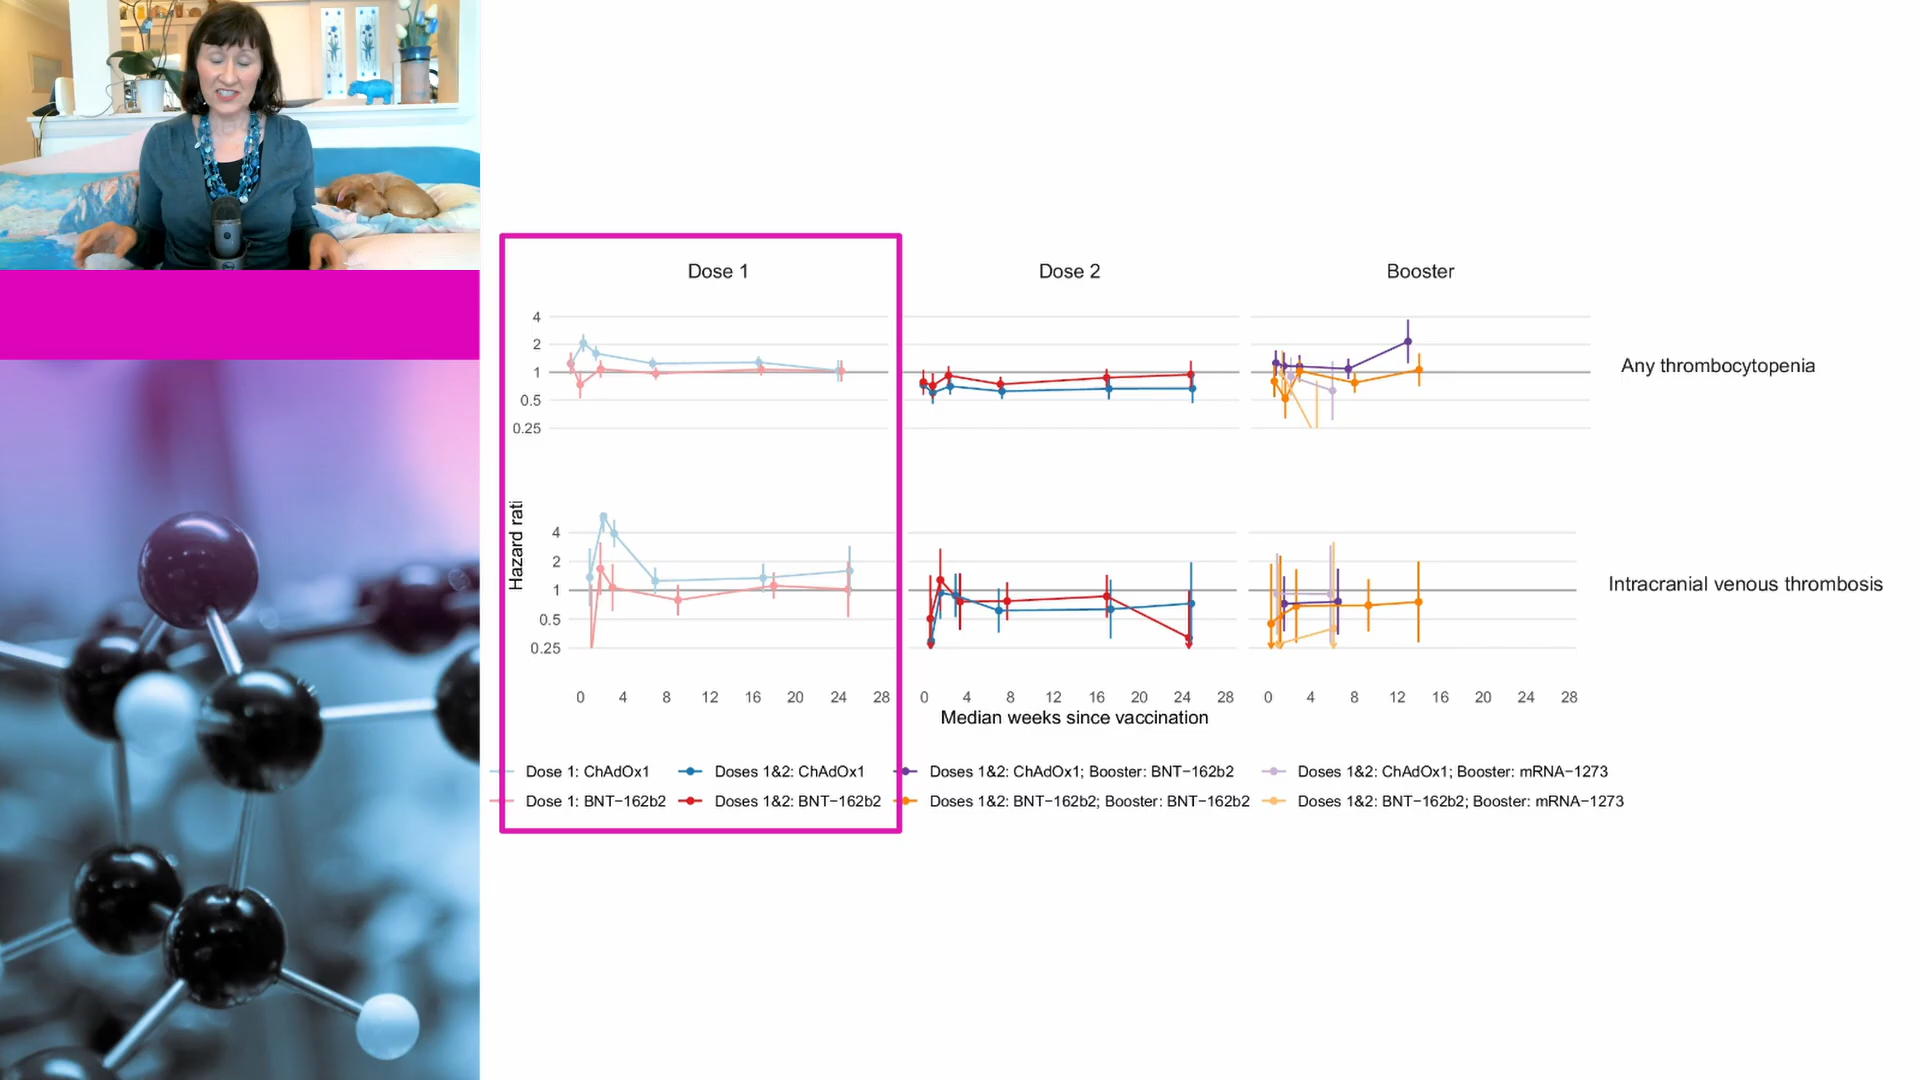 Dose 1
Dose 2
Booster
4
2
1
0.5
0.25
Any thrombocytopenia
Hazard rati
4
2
1
0.5
0.25
Intracranial venous thrombosis
0 4 8 12 16 20 24 28
0 4 8 12 16 20 24 28
0 4 8 12 16 20 24 28
Median weeks since vaccination
Dose 1: ChAdOx1
Doses 1&2: ChAdOx1
Doses 1&2: ChAdOx1; Booster: BNT−162b2
Doses 1&2: ChAdOx1; Booster: mRNA−1273
Dose 1: BNT−162b2
Doses 1&2: BNT−162b2
Doses 1&2: BNT−162b2; Booster: BNT−162b2
Doses 1&2: BNT−162b2; Booster: mRNA−1273